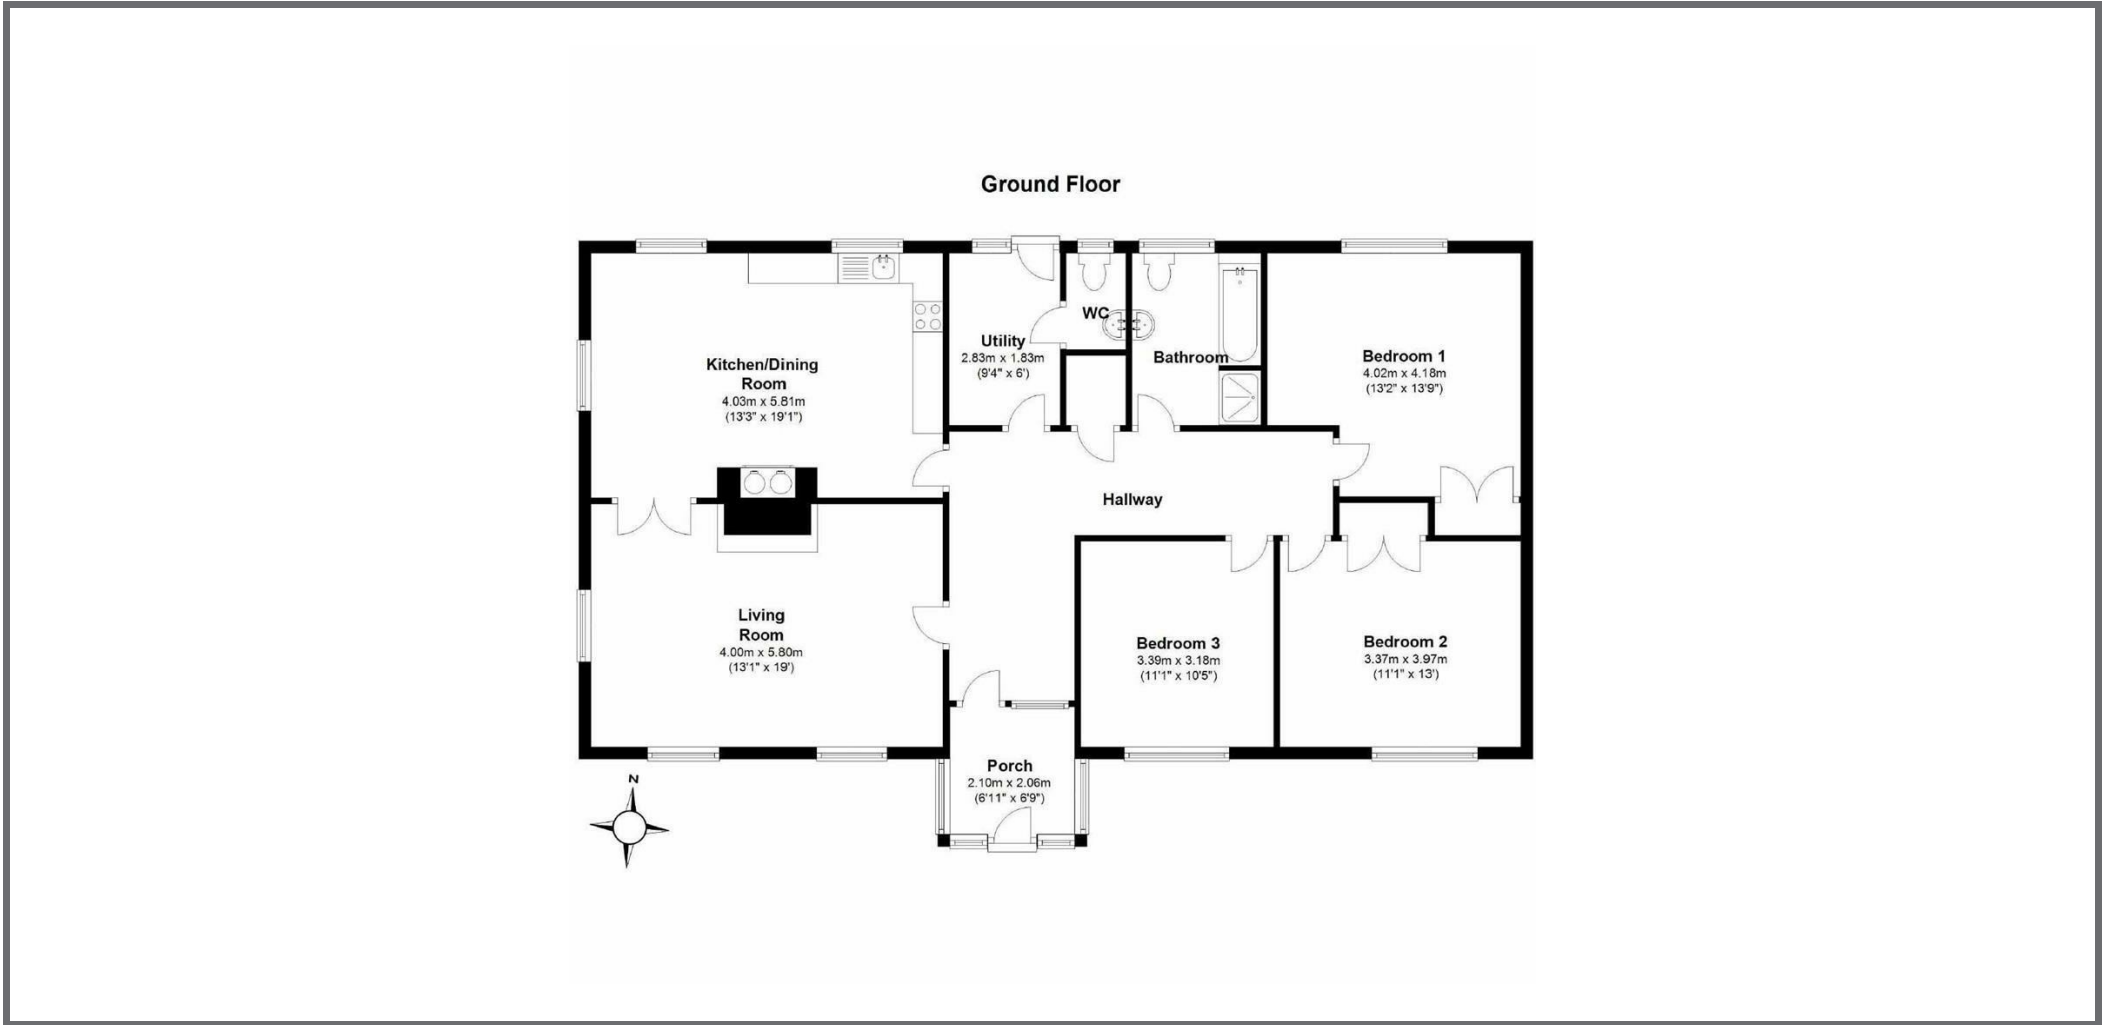 Ground Floor
Kitchen/Dining
Room
4.03m x 5.81m
(13'3" x 19'1")
Utility
2.83m x 1.83m
(9'4" x 6')
WC
Bathroom
Bedroom 1
4.02m x 4.18m
(13'2" x 13'9")
Hallway
Living
Room
4.00m x 5.80m
(13'1" x 19')
Bedroom 3
3.39m x 3.18m
(11'1" x 10'5")
Bedroom 2
3.37m x 3.97m
(11'1" x 13')
Porch
2.10m x 2.06m
(6'11" x 6'9")
N